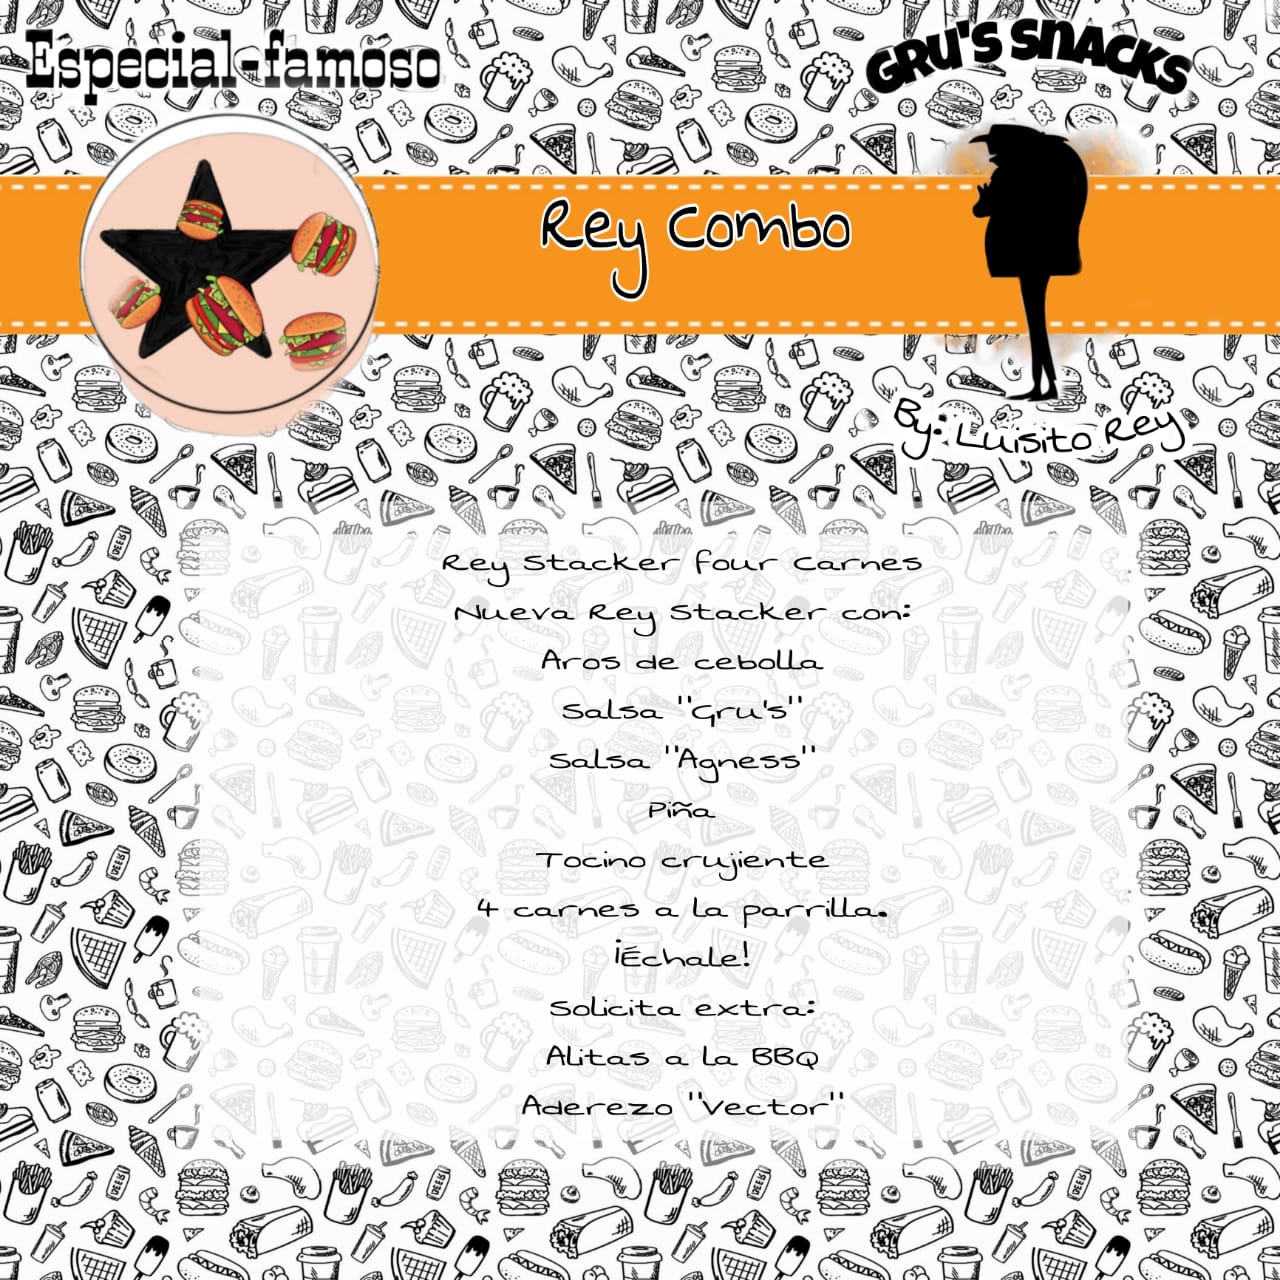 Especial-famoso
GRU'S SNACKS
Rey Combo
By: Luisito Rey
Rey Stacker four Carnes
Nueva Rey Stacker con:
Aros de cebolla
Salsa "Gru's"
Salsa "Agness"
Piña
Tocino crujiente
4 carnes a la parrilla.
¡Échale!
Solicita extra:
Alitas a la BBQ
Aderezo "Vector"